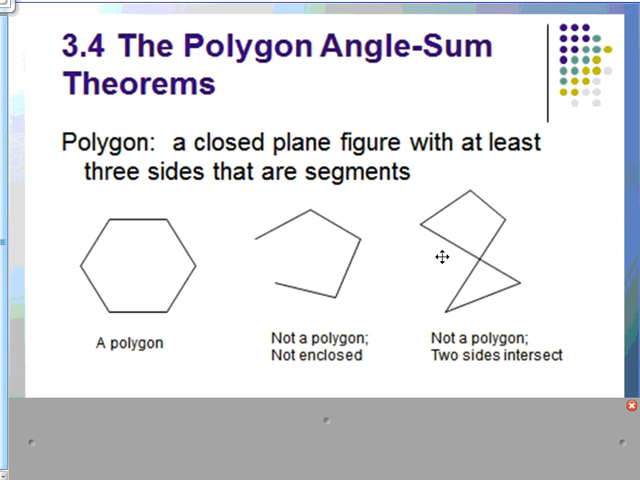 3.4 The Polygon Angle-Sum
Theorems
Polygon: a closed plane figure with at least
three sides that are segments
A polygon
Not a polygon;
Not enclosed
Not a polygon;
Two sides intersect